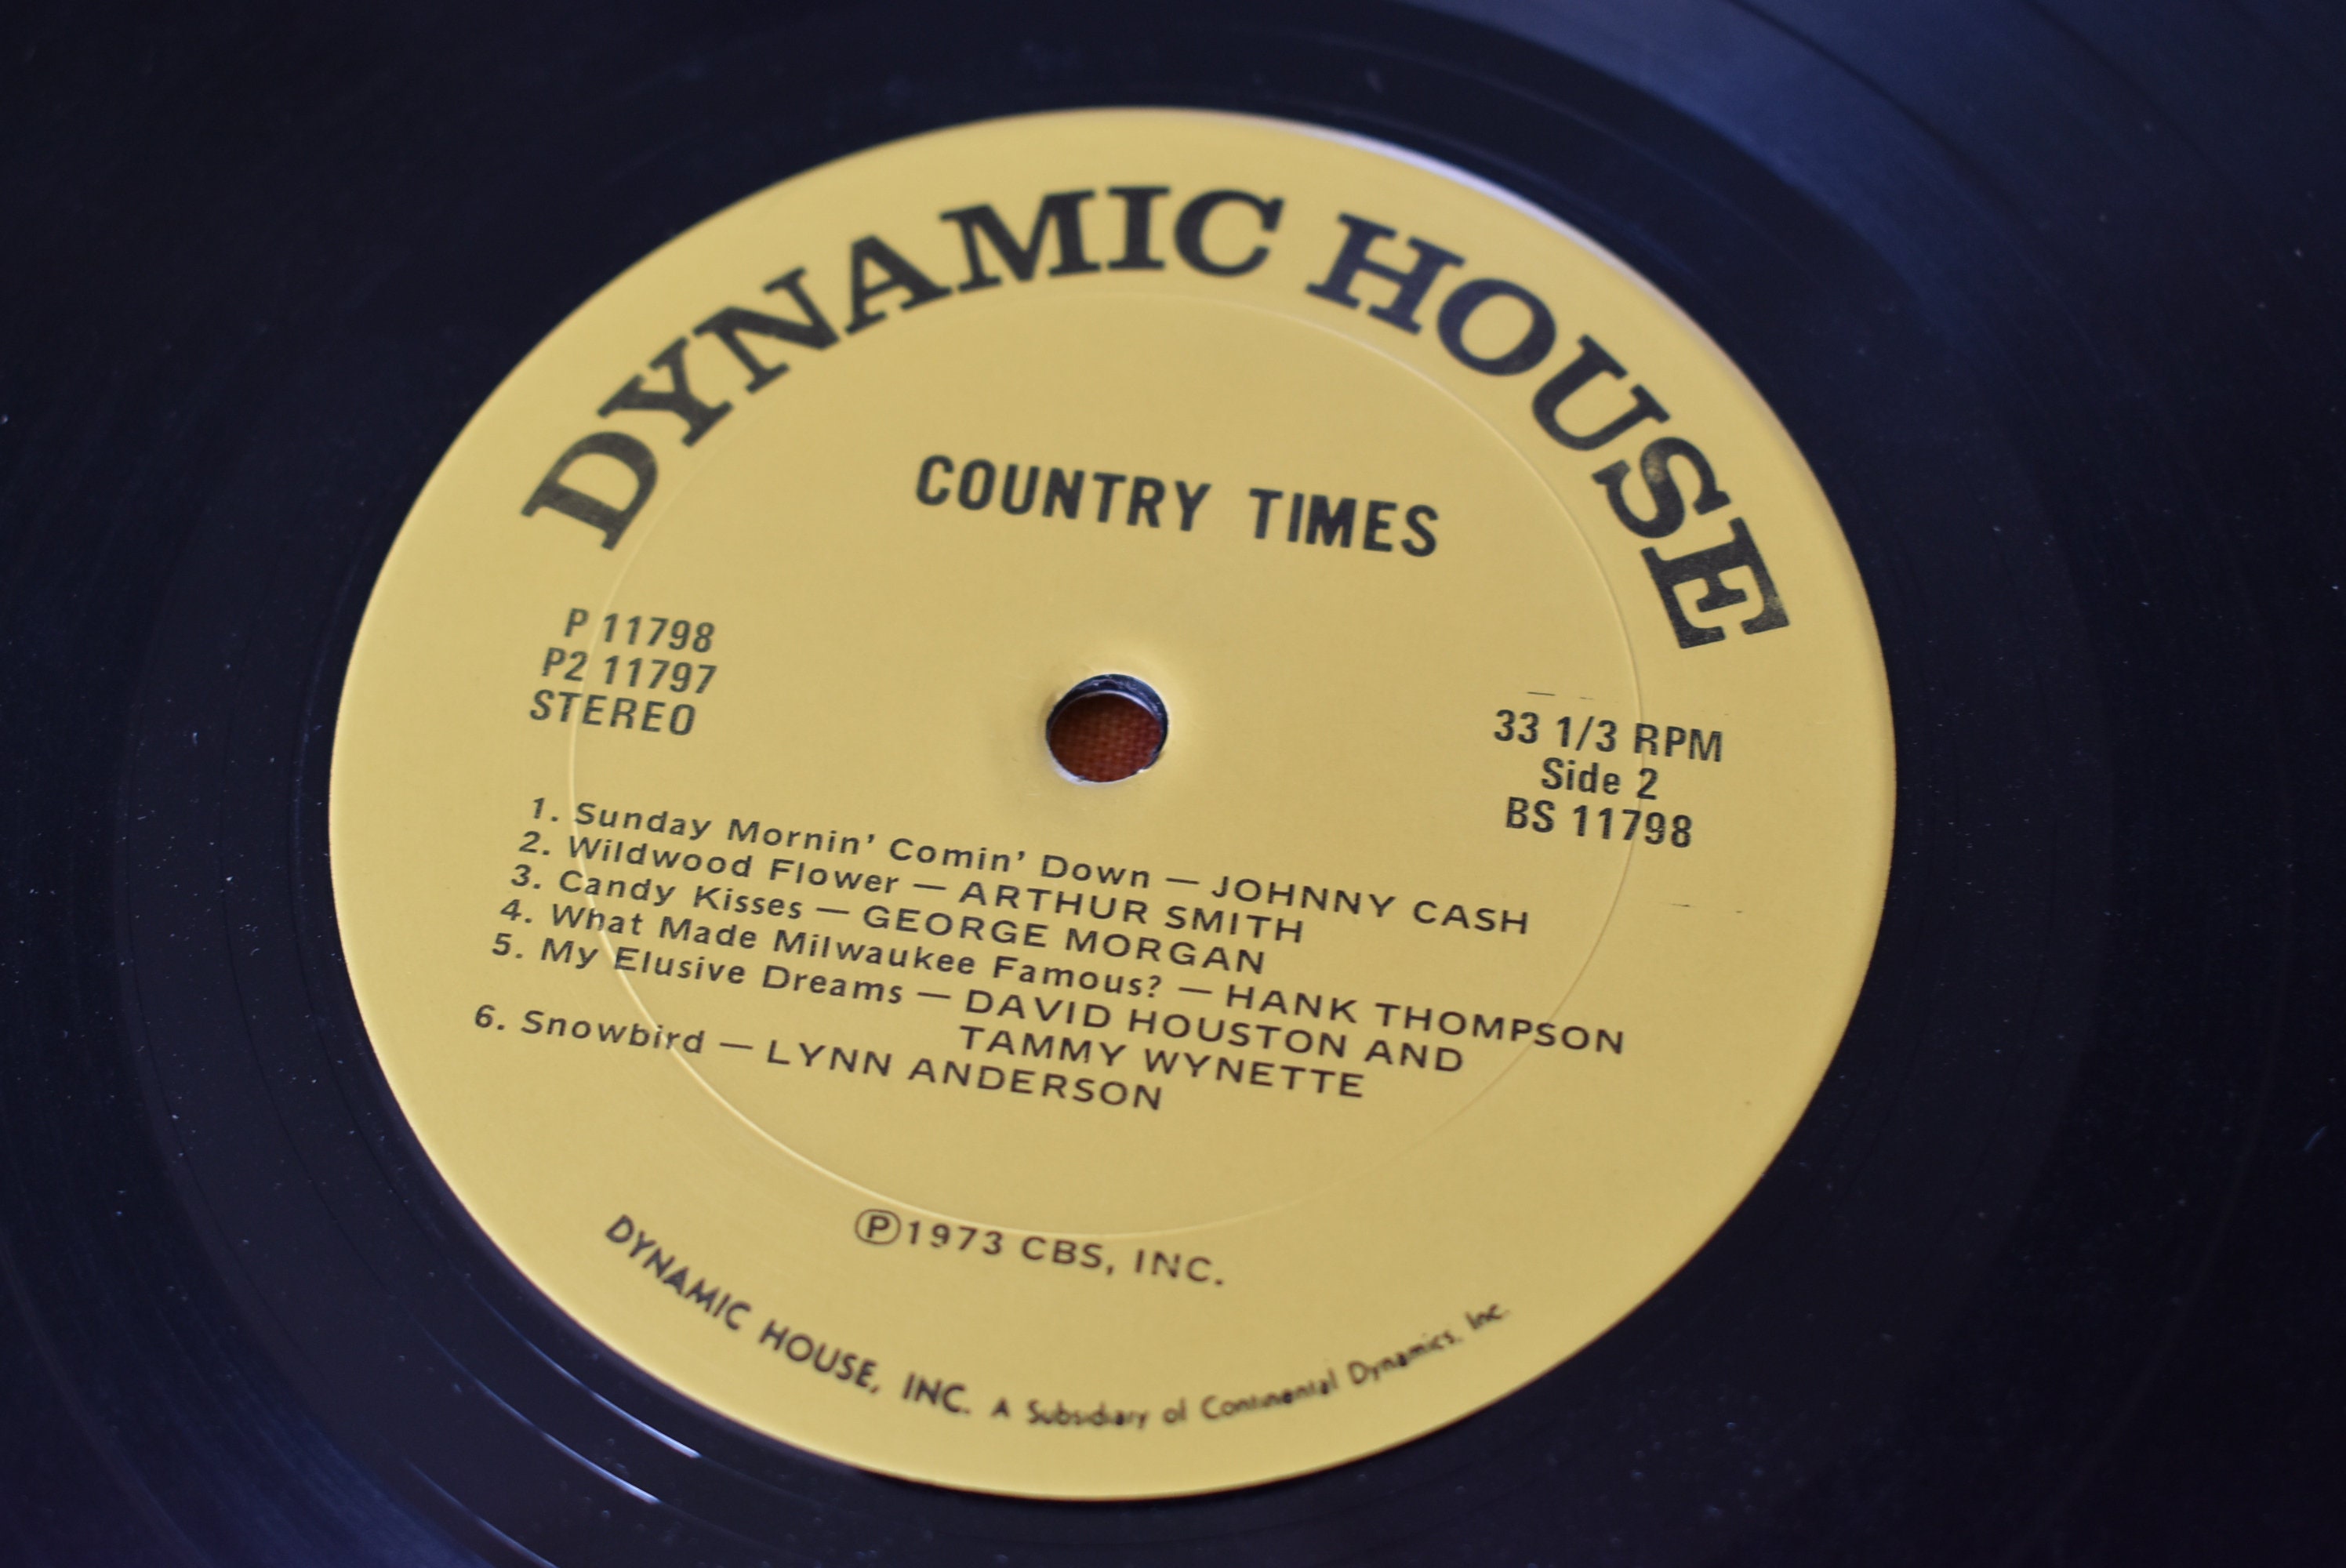 DYNAMIC HOUSE
COUNTRY TIMES
P 11798
P2 11797
STEREO
33 1/3 RPM
Side 2
BS 11798
1. Sunday Mornin' Comin' Down — JOHNNY CASH
2. Wildwood Flower — ARTHUR SMITH
3. Candy Kisses — GEORGE MORGAN
4. What Made Milwaukee Famous? — HANK THOMPSON
5. My Elusive Dreams — DAVID HOUSTON AND
TAMMY WYNETTE
6. Snowbird — LYNN ANDERSON
Ⓟ1973 CBS, INC.
DYNAMIC HOUSE, INC. A Subsidiary of Continental Dynamics, Inc.